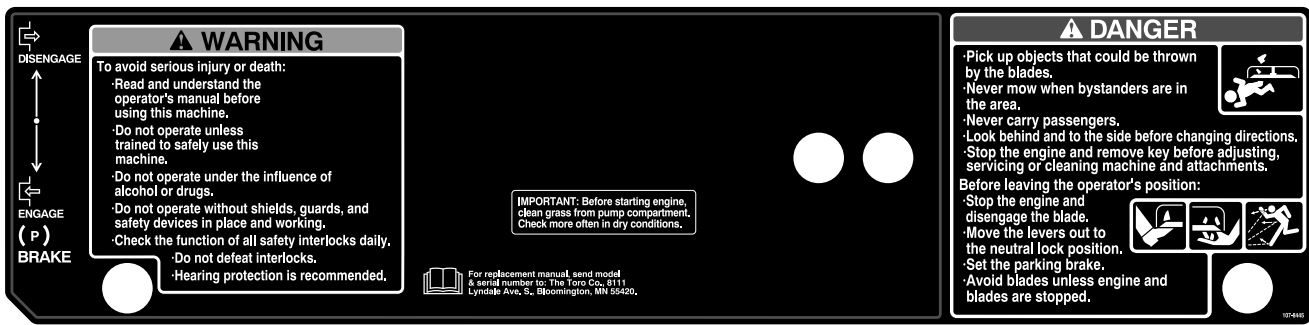 DISENGAGE
ENGAGE
(P)
BRAKE
WARNING
To avoid serious injury or death:
·Read and understand the
operator's manual before
using this machine.
·Do not operate unless
trained to safely use this
machine.
·Do not operate under the influence of
alcohol or drugs.
·Do not operate without shields, guards, and
safety devices in place and working.
·Check the function of all safety interlocks daily.
·Do not defeat interlocks.
·Hearing protection is recommended.
IMPORTANT: Before starting engine,
clean grass from pump compartment.
Check more often in dry conditions.
For replacement manual, send model
& serial number to: The Toro Co., 8111
Lyndale Ave. S., Bloomington, MN 55420.
DANGER
·Pick up objects that could be thrown
by the blades.
·Never mow when bystanders are in
the area.
·Never carry passengers.
·Look behind and to the side before changing directions.
·Stop the engine and remove key before adjusting,
servicing or cleaning machine and attachments.
Before leaving the operator's position:
·Stop the engine and
disengage the blade.
·Move the levers out to
the neutral lock position.
·Set the parking brake.
·Avoid blades unless engine and
blades are stopped.
107-8445